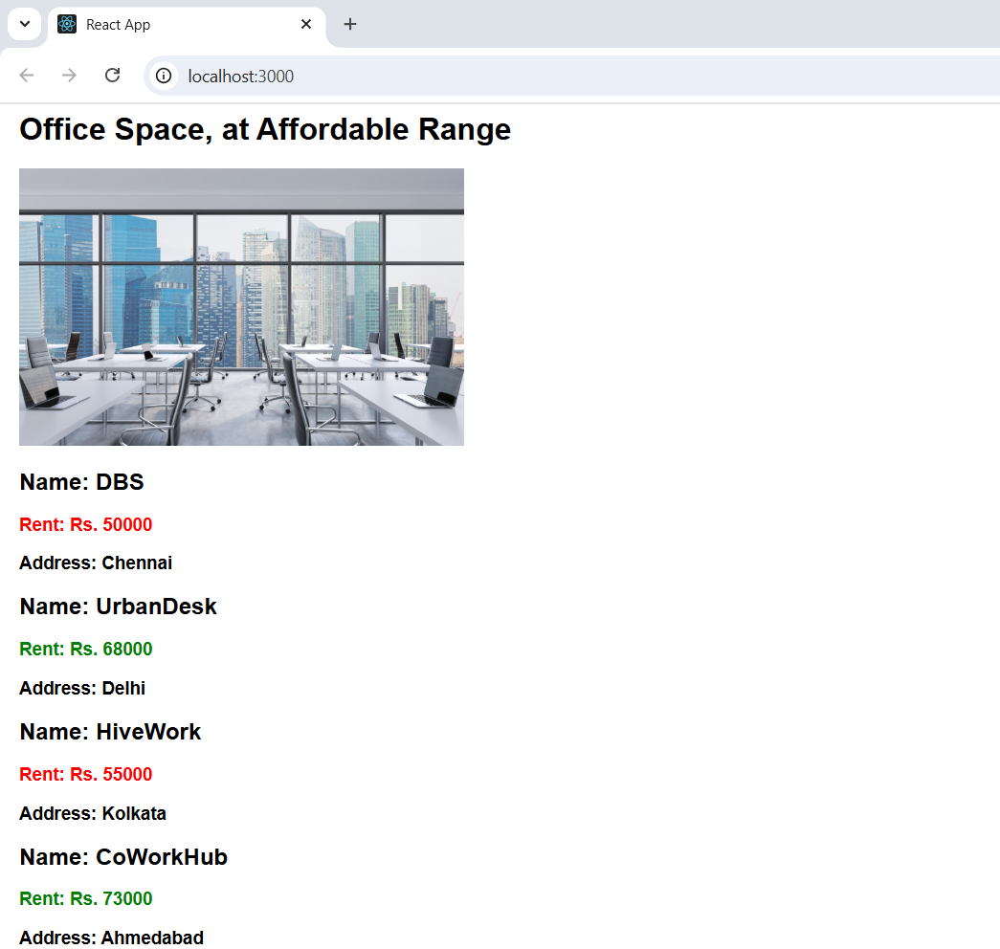 React App
localhost:3000
Office Space, at Affordable Range
Name: DBS
Rent: Rs. 50000
Address: Chennai
Name: UrbanDesk
Rent: Rs. 68000
Address: Delhi
Name: HiveWork
Rent: Rs. 55000
Address: Kolkata
Name: CoWorkHub
Rent: Rs. 73000
Address: Ahmedabad